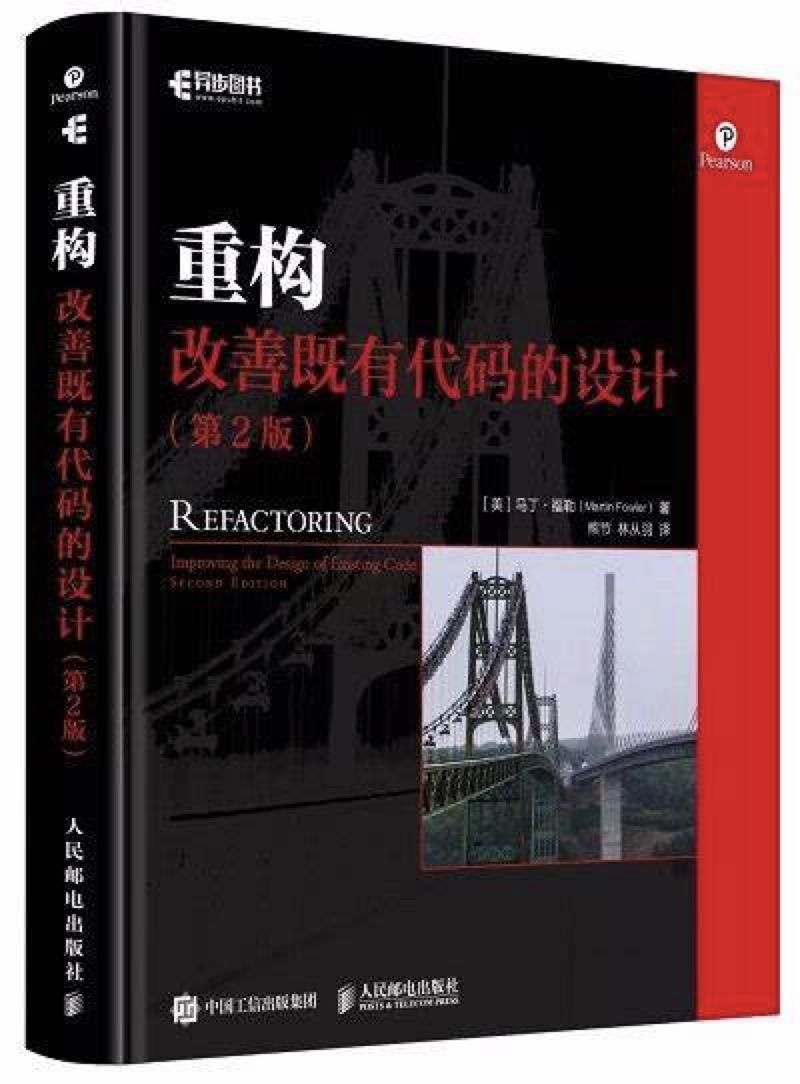 Pearson
重构
改善既有代码的设计
(第2版)
人民邮电出版社
异步图书
www.epubit.com
Pearson
重构
改善既有代码的设计
(第2版)
[美] 马丁·福勒 (Martin Fowler) 著
熊节 林从羽 译
REFACTORING
Improving the Design of Existing Code
SECOND EDITION
中国工信出版集团
人民邮电出版社
POSTS & TELECOM PRESS